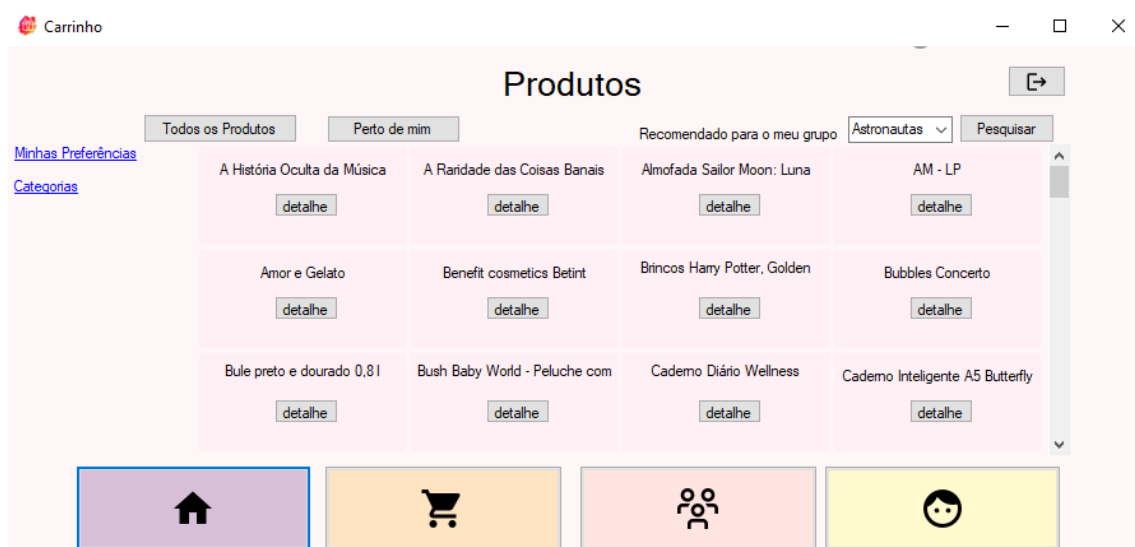 Carrinho
Produtos
Todos os Produtos
Perto de mim
Recomendado para o meu grupo
Astronautas
Pesquisar
Minhas Preferências
Categorias
A História Oculta da Música
A Raridade das Coisas Banais
Almofada Sailor Moon: Luna
AM - LP
detalhe
detalhe
detalhe
detalhe
Amor e Gelato
Benefit cosmetics Betint
Brincos Harry Potter, Golden
Bubbles Concerto
detalhe
detalhe
detalhe
detalhe
Bule preto e dourado 0,8 l
Bush Baby World - Peluche com
Caderno Diário Wellness
Caderno Inteligente A5 Butterfly
detalhe
detalhe
detalhe
detalhe